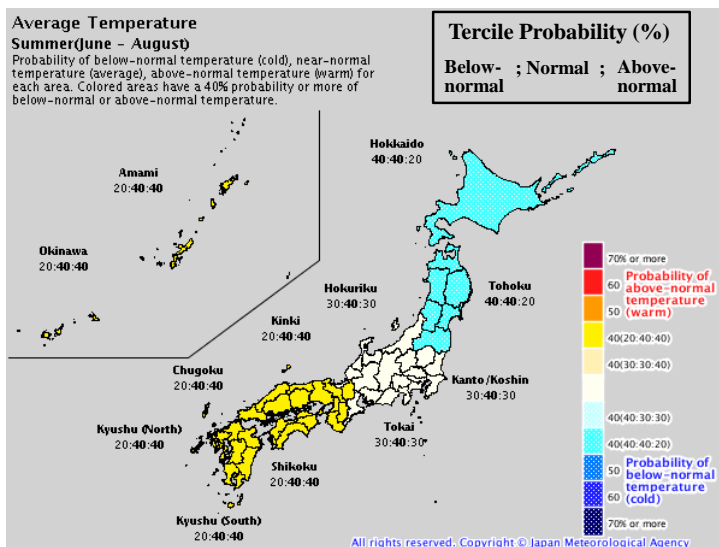 Average Temperature
Summer(June – August)
Probability of below–normal temperature (cold), near–normal
temperature (average), above–normal temperature (warm) for
each area. Colored areas have a 40% probability or more of
below–normal or above–normal temperature.
Tercile Probability (%)
Below- ; Normal ; Above-
normal normal
Hokkaido
40:40:20
Amami
20:40:40
Okinawa
20:40:40
Hokuriku
30:40:30
Tohoku
40:40:20
Kinki
20:40:40
Chugoku
20:40:40
Kanto/Koshin
30:40:30
Kyushu (North)
20:40:40
Tokai
30:40:30
Shikoku
20:40:40
Kyushu (South)
20:40:40
70% or more
60
50
Probability of
above–normal
temperature
(warm)
40(20:40:40)
40(30:30:40)
40(40:30:30)
40(40:40:20)
50
60
Probability of
below–normal
temperature
(cold)
70% or more
All rights reserved. Copyright © Japan Meteorological Agency